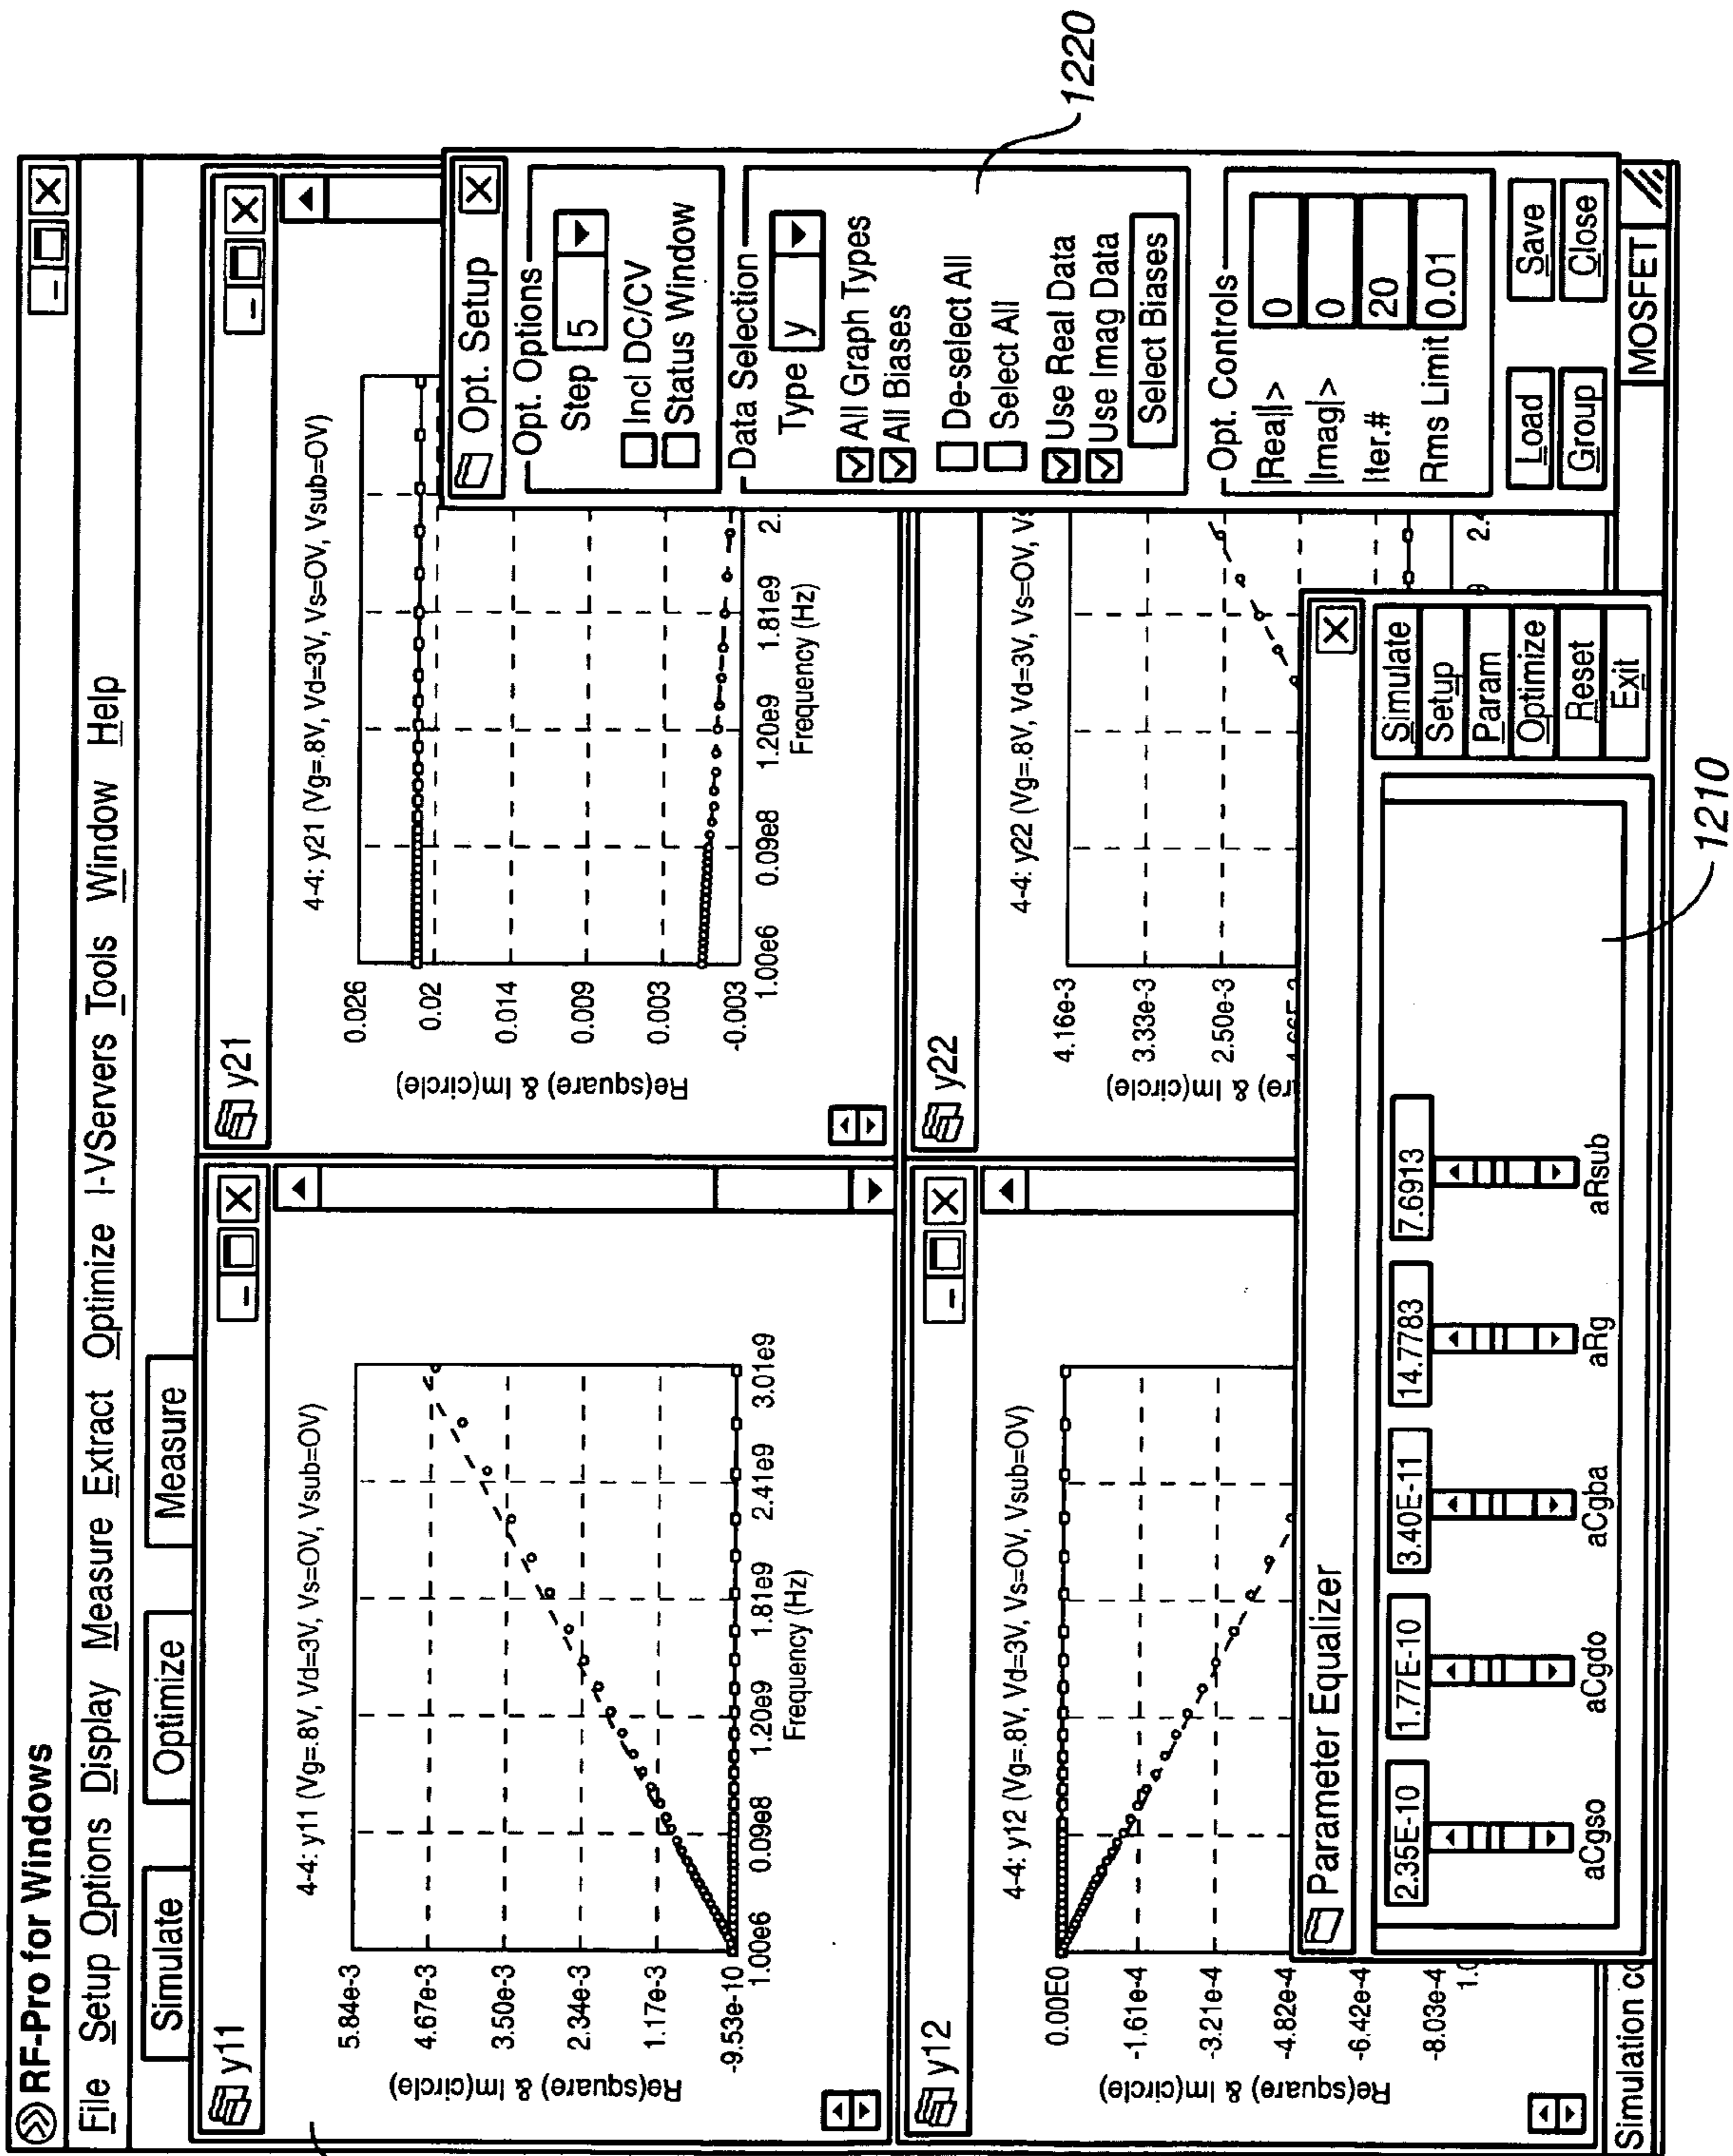 RF-Pro for Windows
File Setup Options Display Measure Extract Optimize I-VServers Tools Window Help
Simulate Optimize Measure
y11
4-4: y11 (Vg=.8V, Vd=3V, Vs=OV, Vsub=OV)
Re(square) & Im(circle)
5.84e-3
4.67e-3
3.50e-3
2.34e-3
1.17e-3
-9.53e-10
1.00e6 0.09e8 1.20e9 1.81e9 2.41e9 3.01e9
Frequency (Hz)
y21
4-4: y21 (Vg=.8V, Vd=3V, Vs=OV, Vsub=OV)
Re(square) & Im(circle)
0.026
0.02
0.014
0.009
0.003
-0.003
1.00e6 0.09e8 1.20e9 1.81e9 2.
Frequency (Hz)
y12
4-4: y12 (Vg=.8V, Vd=3V, Vs=OV, Vsub=OV)
Re(square) & Im(circle)
0.00E0
-1.61e-4
-3.21e-4
-4.82e-4
-6.42e-4
-8.03e-4
1.0
y22
4-4: y22 (Vg=.8V, Vd=3V, Vs=OV, Vs
re) & Im(circle)
4.16e-3
3.33e-3
2.50e-3
2.4
Opt. Setup
Opt. Options
Step 5
Incl DC/CV
Status Window
Data Selection
Type y
All Graph Types
All Biases
De-select All
Select All
Use Real Data
Use Imag Data
Select Biases
Opt. Controls
|Real|> 0
|Imag|> 0
Iter.# 20
Rms Limit 0.01
Load Save
Group Close
Parameter Equalizer
2.35E-10 1.77E-10 3.40E-11 14.7783 7.6913
aCgso aCgdo aCgba aRg aRsub
Simulate
Setup
Param
Optimize
Reset
Exit
Simulation co
MOSFET
1210
1220